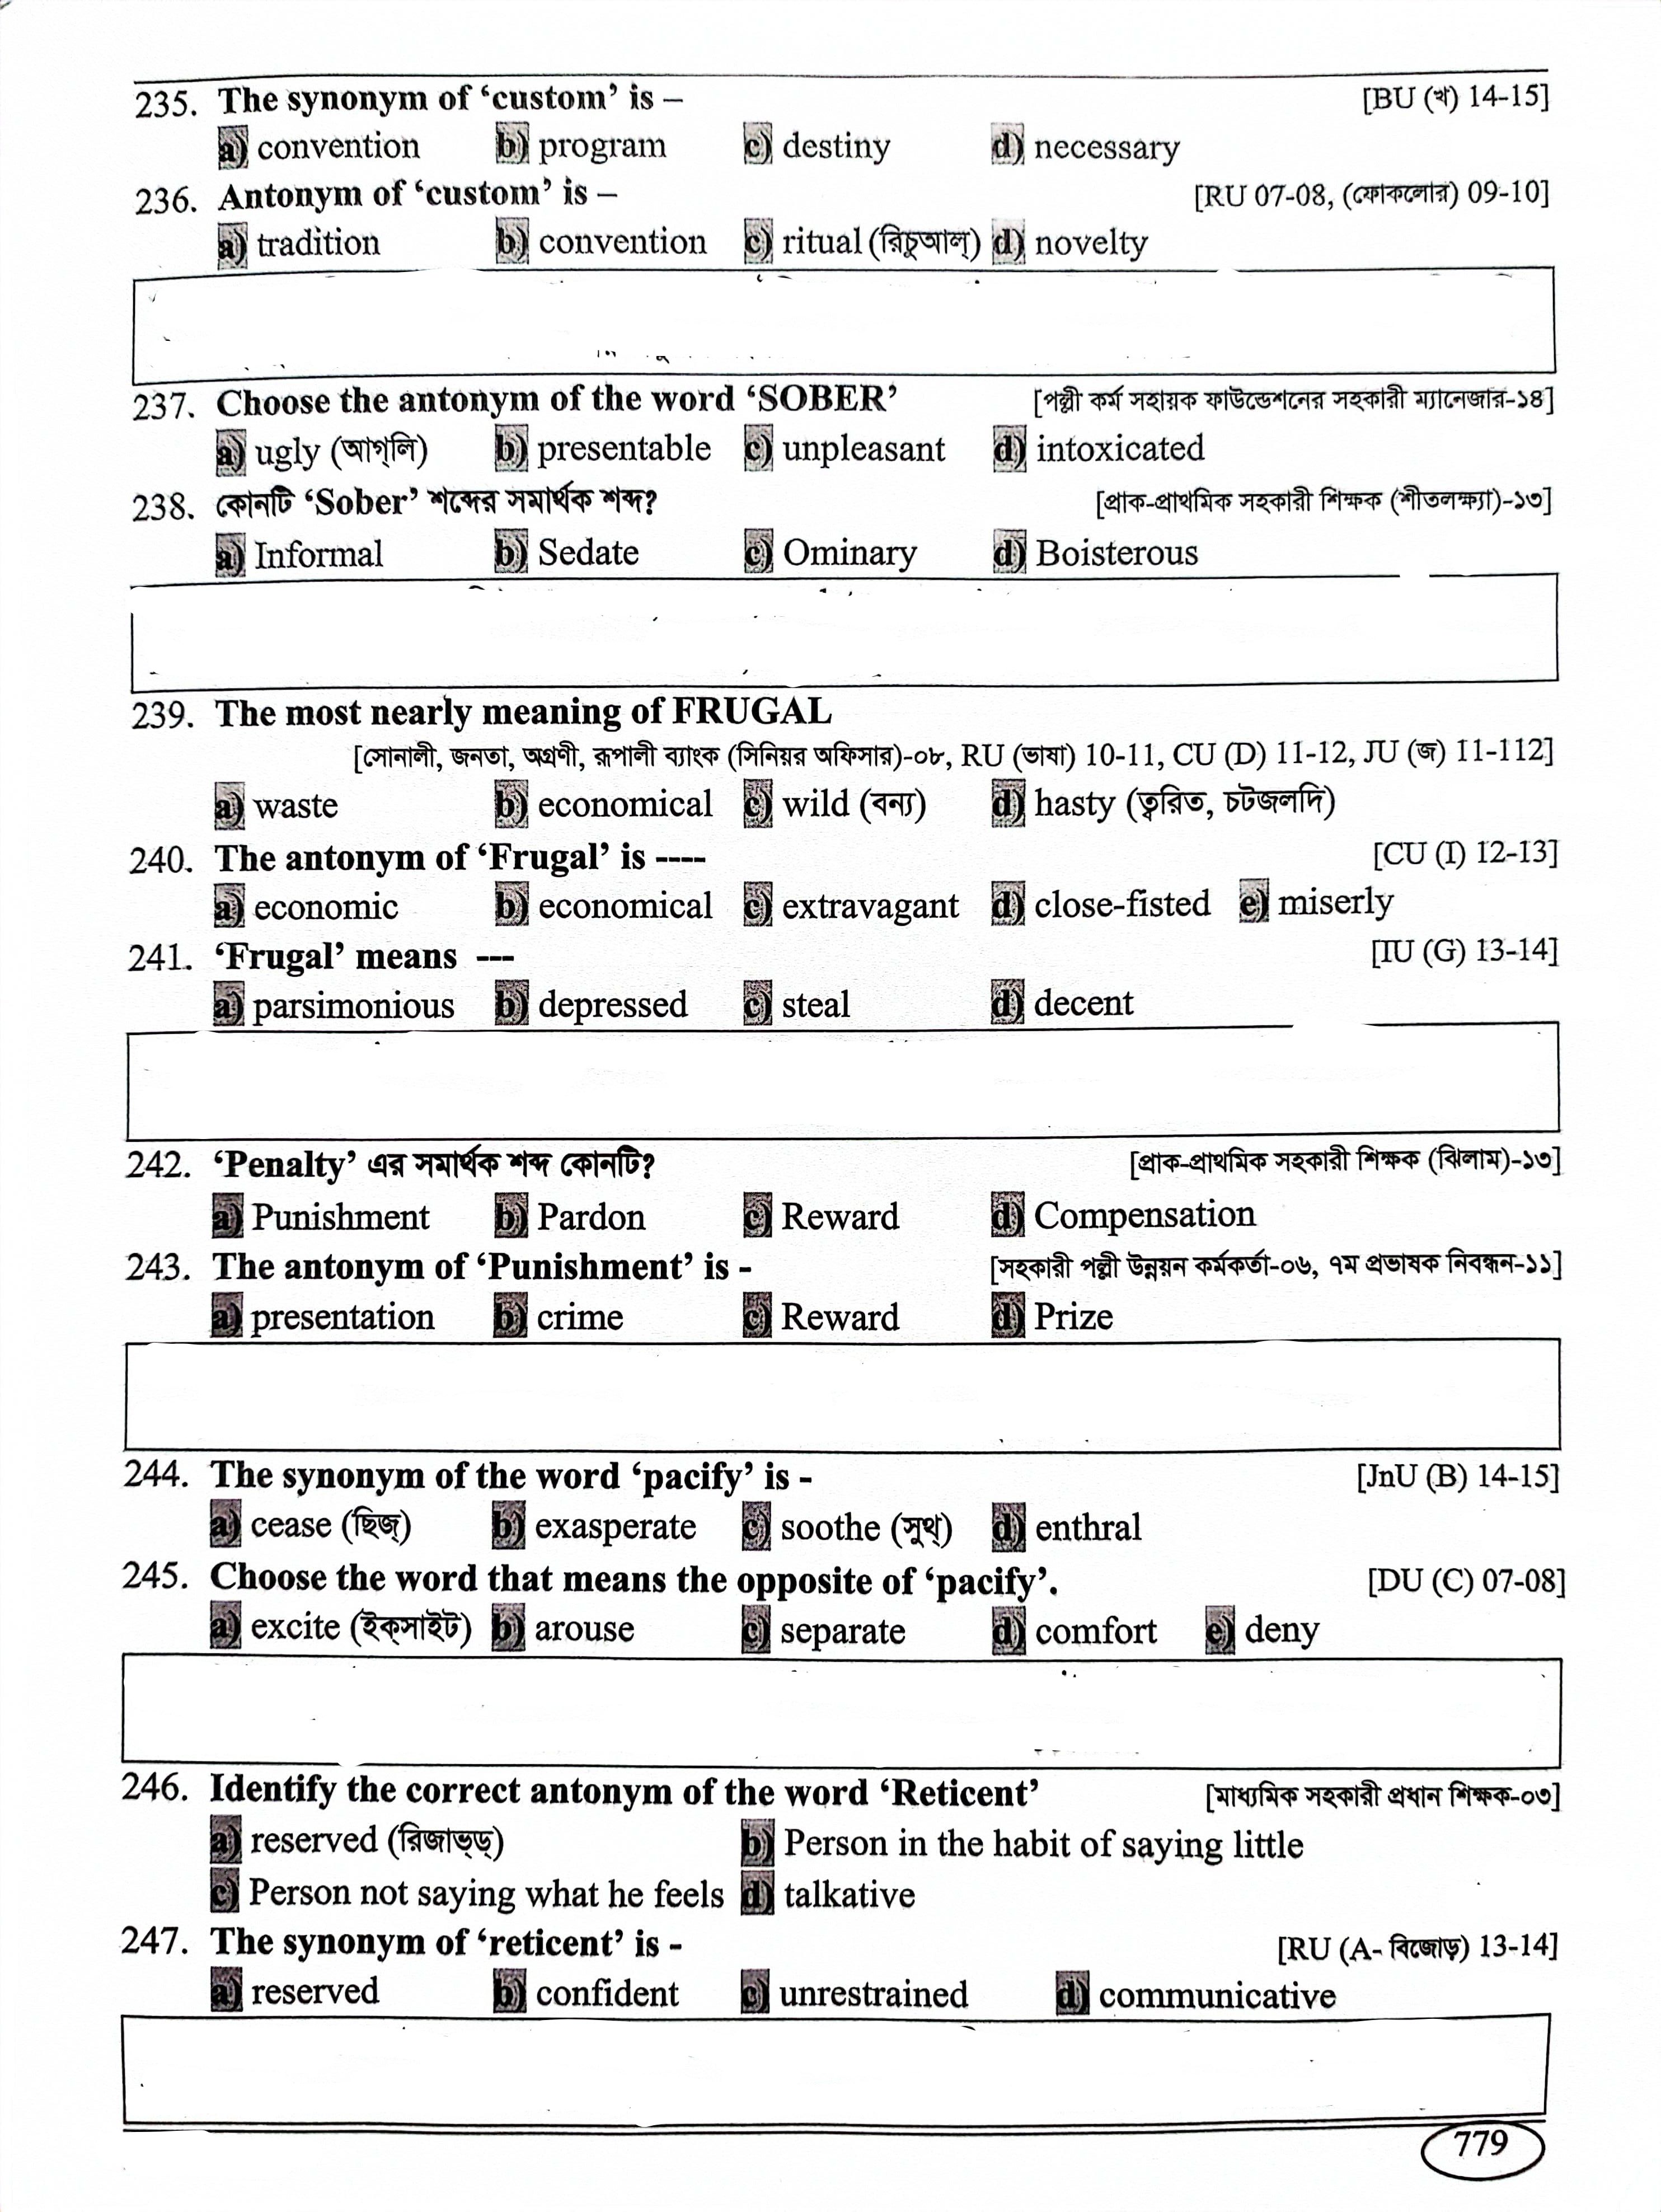 235. The synonym of ‘custom’ is – [BU (খ) 14-15]
a) convention b) program c) destiny d) necessary
236. Antonym of ‘custom’ is – [RU 07-08, (ফোকলোর) 09-10]
a) tradition b) convention c) ritual (রিচুআল্) d) novelty
237. Choose the antonym of the word ‘SOBER’ [পল্লী কর্ম সহায়ক ফাউন্ডেশনের সহকারী ম্যানেজার-১৪]
a) ugly (আগ্‌লি) b) presentable c) unpleasant d) intoxicated
238. কোনটি ‘Sober’ শব্দের সমার্থক শব্দ? [প্রাক-প্রাথমিক সহকারী শিক্ষক (শীতলক্ষ্যা)-১৩]
a) Informal b) Sedate c) Ominary d) Boisterous
239. The most nearly meaning of FRUGAL
[সোনালী, জনতা, অগ্রণী, রূপালী ব্যাংক (সিনিয়র অফিসার)-০৮, RU (ভাষা) 10-11, CU (D) 11-12, JU (জ) 11-112]
a) waste b) economical c) wild (বন্য) d) hasty (ত্বরিত, চটজলদি)
240. The antonym of ‘Frugal’ is ---- [CU (I) 12-13]
a) economic b) economical c) extravagant d) close-fisted e) miserly
241. ‘Frugal’ means --- [IU (G) 13-14]
a) parsimonious b) depressed c) steal d) decent
242. ‘Penalty’ এর সমার্থক শব্দ কোনটি? [প্রাক-প্রাথমিক সহকারী শিক্ষক (ঝিলাম)-১৩]
a) Punishment b) Pardon c) Reward d) Compensation
243. The antonym of ‘Punishment’ is - [সহকারী পল্লী উন্নয়ন কর্মকর্তা-০৬, ৭ম প্রভাষক নিবন্ধন-১১]
a) presentation b) crime c) Reward d) Prize
244. The synonym of the word ‘pacify’ is - [JnU (B) 14-15]
a) cease (ছিজ্) b) exasperate c) soothe (সুথ্) d) enthral
245. Choose the word that means the opposite of ‘pacify’. [DU (C) 07-08]
a) excite (ইক্‌সাইট) b) arouse c) separate d) comfort e) deny
246. Identify the correct antonym of the word ‘Reticent’ [মাধ্যমিক সহকারী প্রধান শিক্ষক-০৩]
a) reserved (রিজাভ্‌ড্) b) Person in the habit of saying little
c) Person not saying what he feels d) talkative
247. The synonym of ‘reticent’ is - [RU (A- বিজোড়) 13-14]
a) reserved b) confident c) unrestrained d) communicative
779